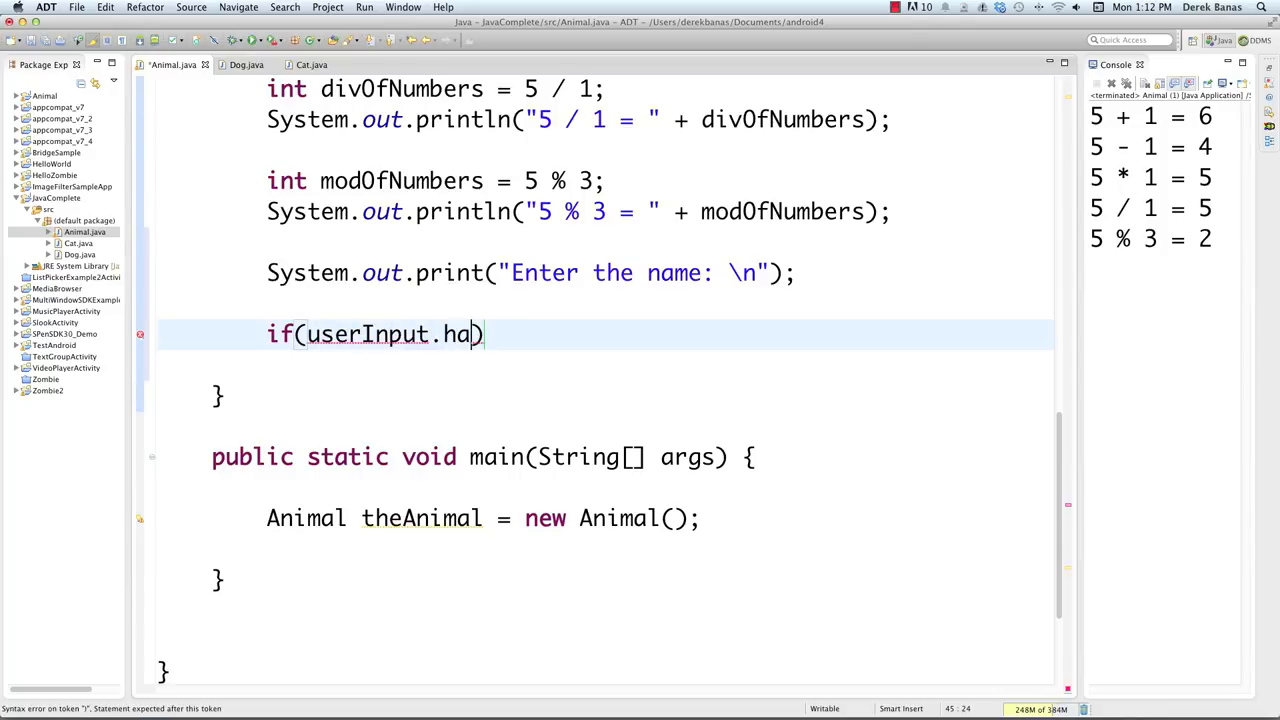 ADT File Edit Refactor Source Navigate Search Project Run Window Help 10 Mon 1:12 PM Derek Banas
Java – JavaComplete/src/Animal.java – ADT – /Users/derekbanas/Documents/android4
Quick Access Java DDMS
Package Exp
Animal
appcompat_v7
appcompat_v7_2
appcompat_v7_3
appcompat_v7_4
BridgeSample
HelloWorld
HelloZombie
ImageFilterSampleApp
JavaComplete
src
(default package)
Animal.java
Cat.java
Dog.java
JRE System Library [Ja
ListPickerExample2Activi
MediaBrowser
MultiWindowSDKExample
MusicPlayerActivity
SlookActivity
SPenSDK30_Demo
TestAndroid
TextGroupActivity
VideoPlayerActivity
Zombie
Zombie2
*Animal.java Dog.java Cat.java
int divOfNumbers = 5 / 1;
System.out.println("5 / 1 = " + divOfNumbers);
int modOfNumbers = 5 % 3;
System.out.println("5 % 3 = " + modOfNumbers);
System.out.print("Enter the name: \n");
if(userInput.ha)
}
public static void main(String[] args) {
Animal theAnimal = new Animal();
}
}
Console
<terminated> Animal (1) [Java Application] /S
5 + 1 = 6
5 - 1 = 4
5 * 1 = 5
5 / 1 = 5
5 % 3 = 2
Syntax error on token ")", Statement expected after this token
Writable Smart Insert 45 : 24 248M of 384M